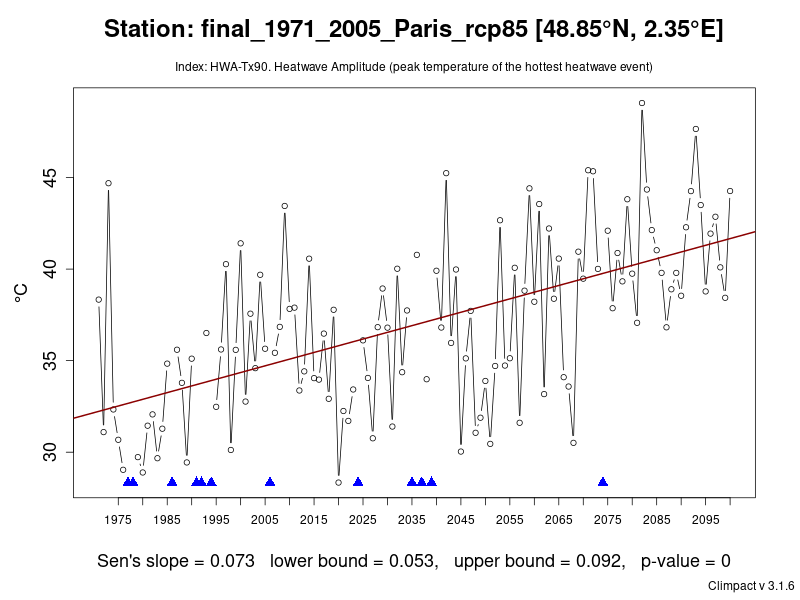 Station: final_1971_2005_Paris_rcp85 [48.85°N, 2.35°E]
Index: HWA-Tx90. Heatwave Amplitude (peak temperature of the hottest heatwave event)
°C
45
40
35
30
1975 1985 1995 2005 2015 2025 2035 2045 2055 2065 2075 2085 2095
Sen's slope = 0.073 lower bound = 0.053, upper bound = 0.092, p-value = 0
Climpact v 3.1.6